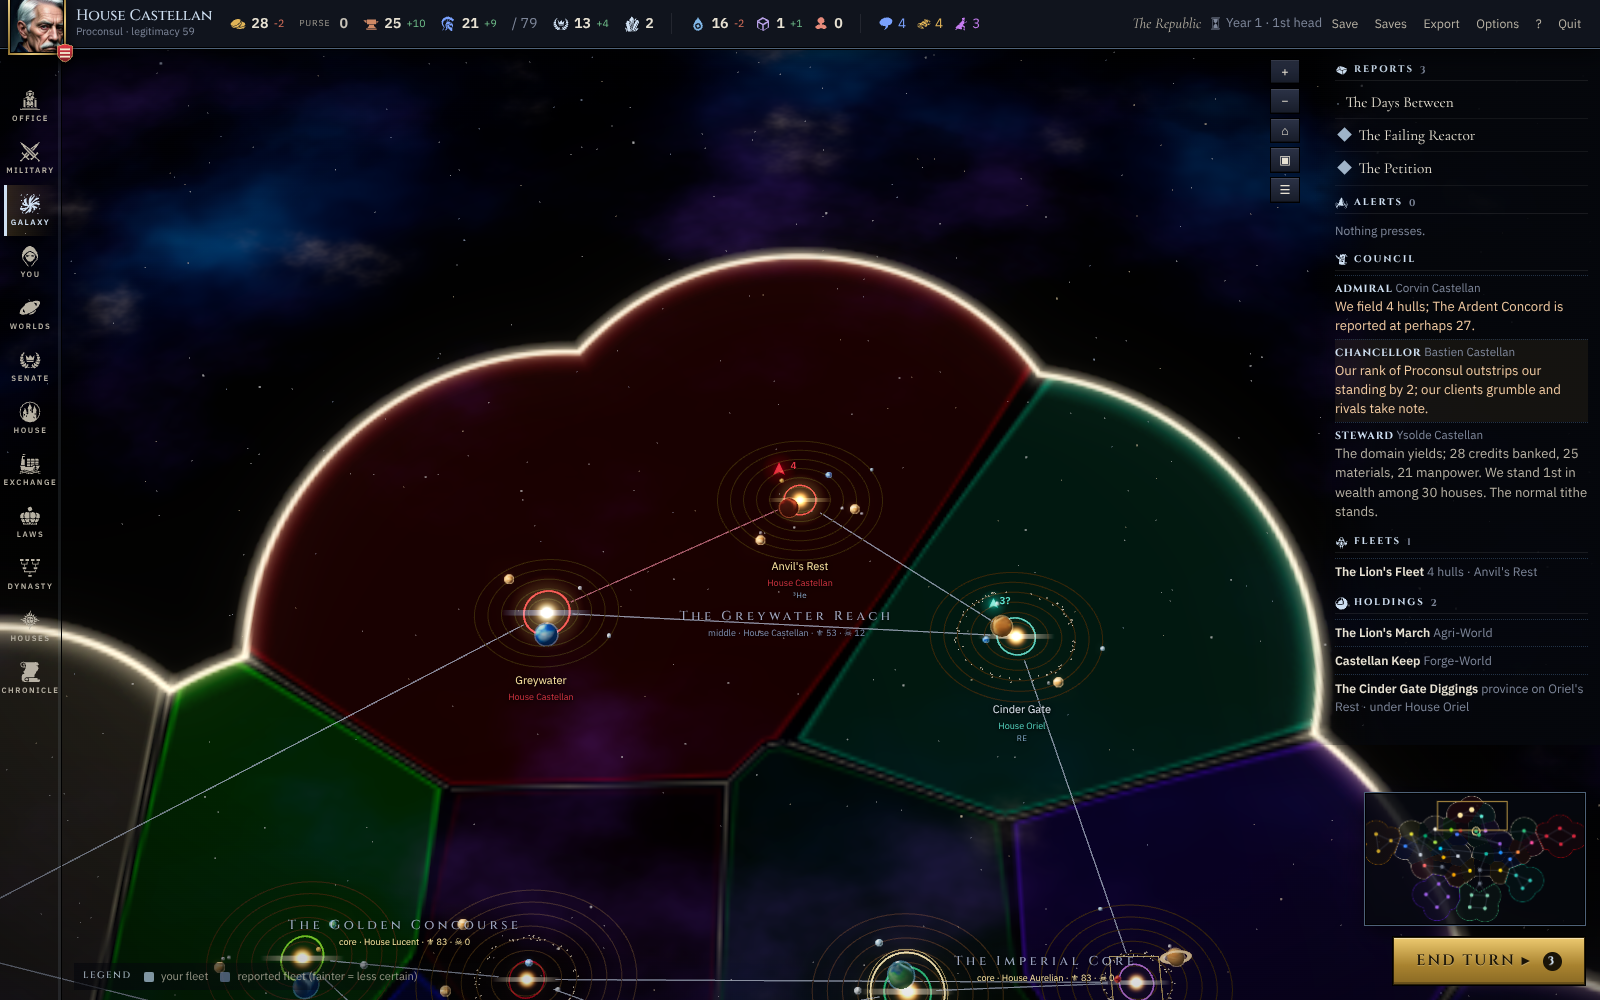 HOUSE CASTELLAN
Proconsul · legitimacy 59
28 -2 PURSE 0 25 +10 21 +9 / 79 13 +4 2 16 -2 1 +1 0 4 4 3
The Republic Year 1 · 1st head Save Saves Export Options ? Quit
OFFICE
MILITARY
GALAXY
YOU
WORLDS
SENATE
HOUSE
EXCHANGE
LAWS
DYNASTY
HOUSES
CHRONICLE
+
−
REPORTS 3
The Days Between
The Failing Reactor
The Petition
ALERTS 0
Nothing presses.
COUNCIL
ADMIRAL Corvin Castellan
We field 4 hulls; The Ardent Concord is
reported at perhaps 27.
CHANCELLOR Bastien Castellan
Our rank of Proconsul outstrips our
standing by 2; our clients grumble and
rivals take note.
STEWARD Ysolde Castellan
The domain yields; 28 credits banked, 25
materials, 21 manpower. We stand 1st in
wealth among 30 houses. The normal tithe
stands.
FLEETS 1
The Lion's Fleet 4 hulls · Anvil's Rest
HOLDINGS 2
The Lion's March Agri-World
Castellan Keep Forge-World
The Cinder Gate Diggings province on Oriel's
Rest · under House Oriel
4
Anvil's Rest
House Castellan
³He
THE GREYWATER REACH
middle · House Castellan · 53 · 12
Greywater
House Castellan
3?
Cinder Gate
House Oriel
RE
THE GOLDEN CONCOURSE
core · House Lucent · 83 · 0
THE IMPERIAL CORE
core · House Aurelian · 83 · 0
LEGEND your fleet reported fleet (fainter = less certain)
END TURN ▸ 3